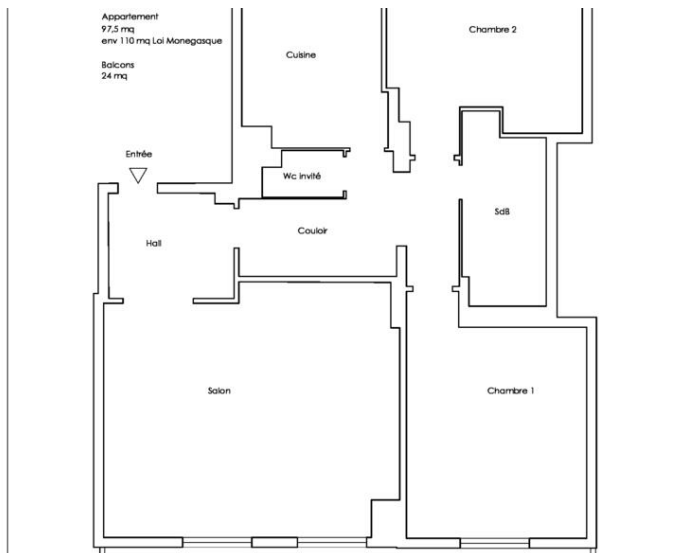 Appartement
97,5 mq
env 110 mq Loi Monegasque
Balcons
24 mq
Chambre 2
Cuisine
Entrée
Wc invité
SdB
Couloir
Hall
Salon
Chambre 1